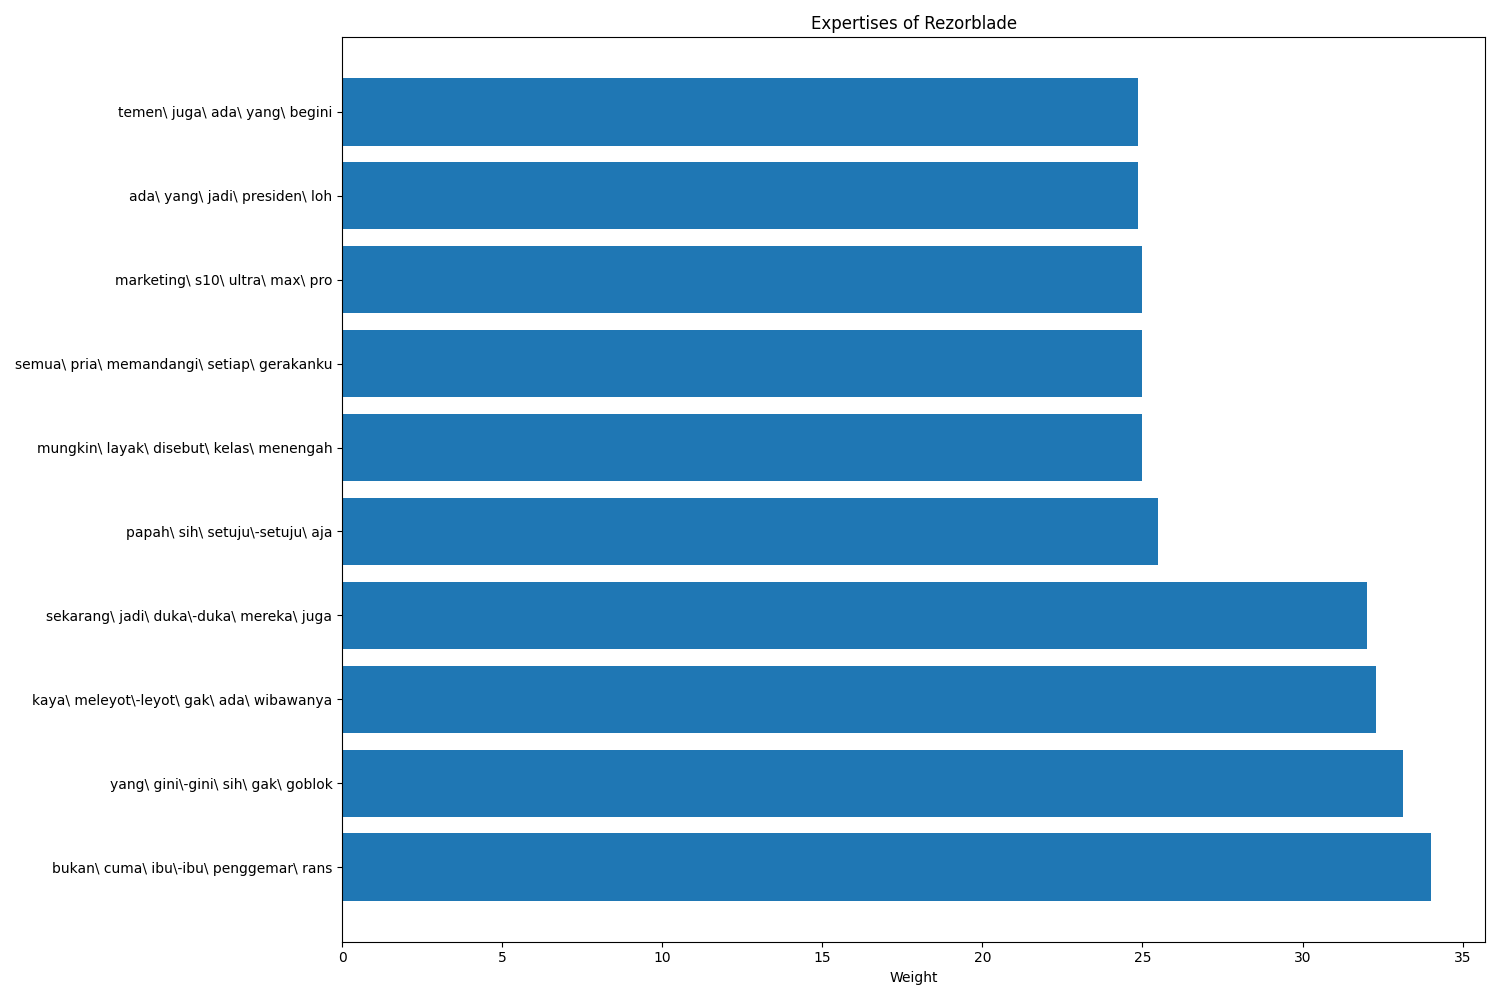 Expertises of Rezorblade
temen\ juga\ ada\ yang\ begini
ada\ yang\ jadi\ presiden\ loh
marketing\ s10\ ultra\ max\ pro
semua\ pria\ memandangi\ setiap\ gerakanku
mungkin\ layak\ disebut\ kelas\ menengah
papah\ sih\ setuju\-setuju\ aja
sekarang\ jadi\ duka\-duka\ mereka\ juga
kaya\ meleyot\-leyot\ gak\ ada\ wibawanya
yang\ gini\-gini\ sih\ gak\ goblok
bukan\ cuma\ ibu\-ibu\ penggemar\ rans
0 5 10 15 20 25 30 35
Weight